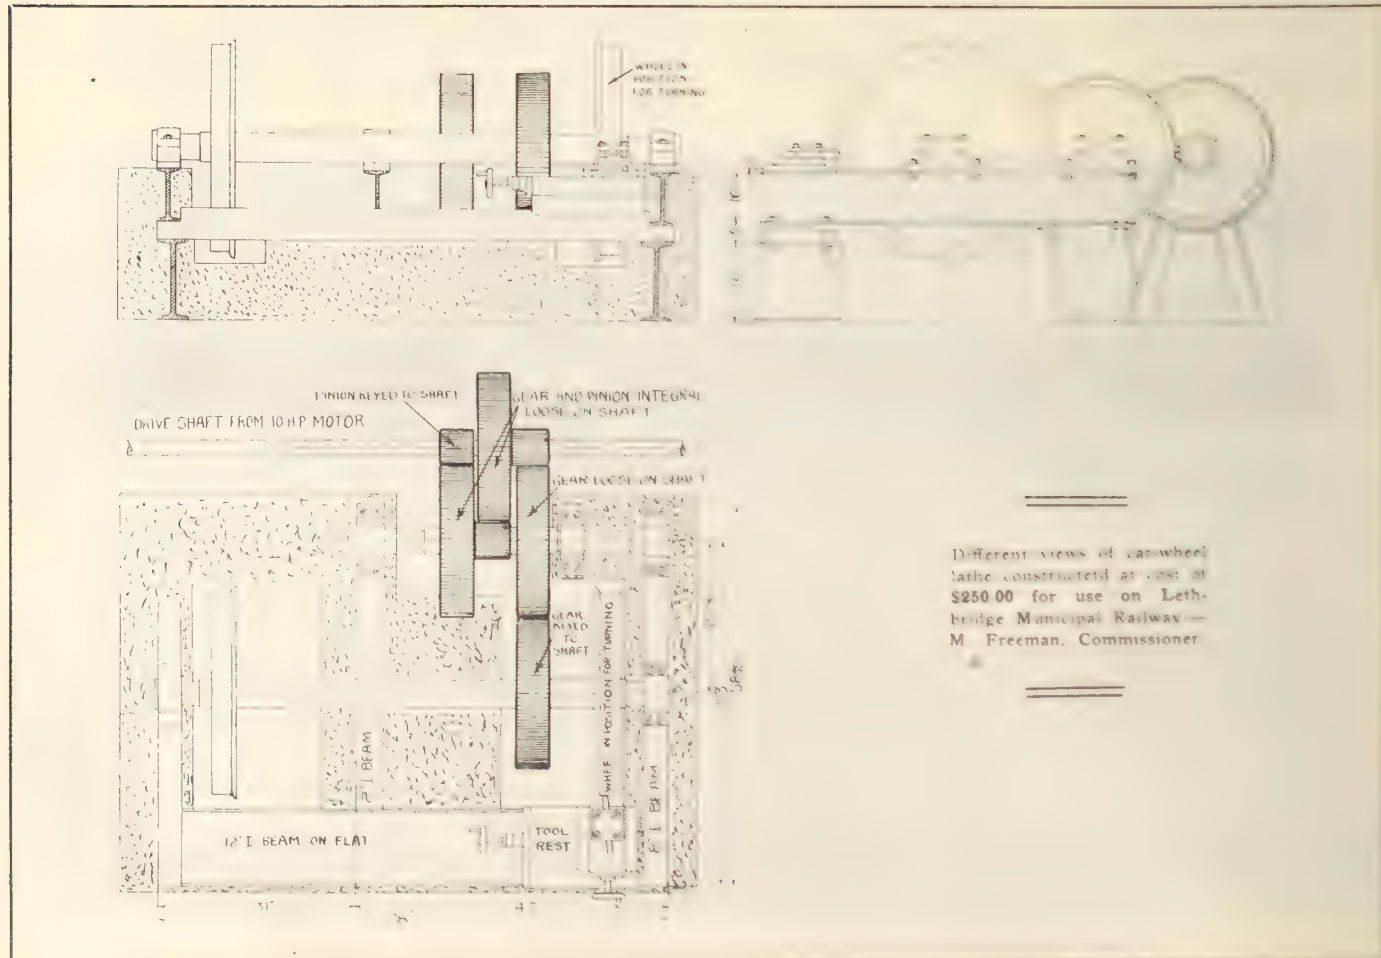 WHEEL IN
POSITION
FOR TURNING
PINION KEYED TO SHAFT
GEAR AND PINION INTEGRAL
LOOSE ON SHAFT
DRIVE SHAFT FROM 10 H P MOTOR
GEAR LOOSE ON SHAFT
GEAR
KEYED
TO
SHAFT
WHEEL IN POSITION FOR TURNING
I BEAM
I BEAM
12" I BEAM ON FLAT
TOOL
REST
31"
Different views of car-wheel
lathe constructetd at cost of
$250.00 for use on Leth-
bridge Municipal Railway —
M. Freeman, Commissioner